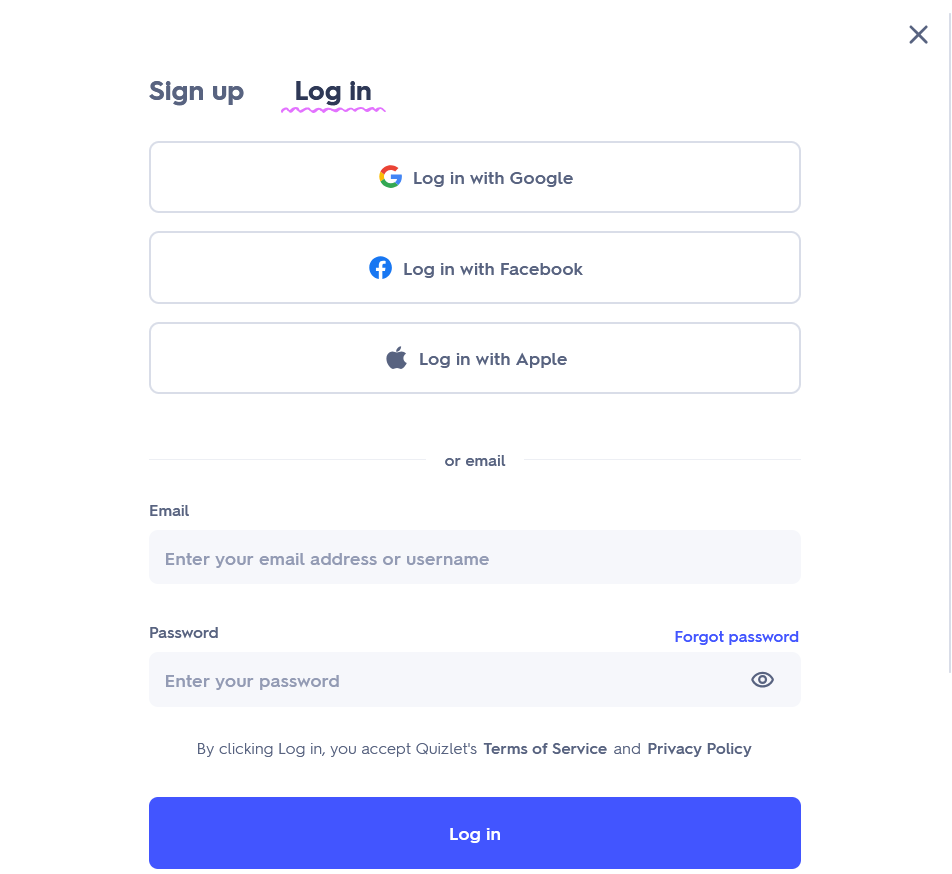 Sign up Log in
Log in with Google
Log in with Facebook
Log in with Apple
or email
Email
Enter your email address or username
Password Forgot password
Enter your password
By clicking Log in, you accept Quizlet's Terms of Service and Privacy Policy
Log in